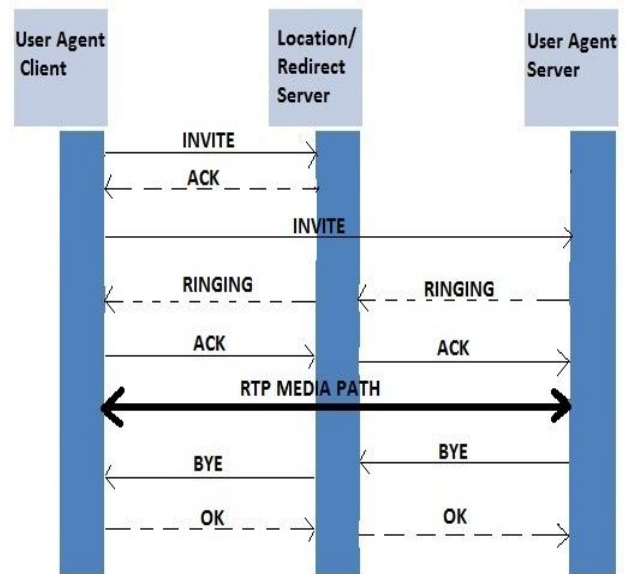 User Agent
Client
Location/
Redirect
Server
User Agent
Server
INVITE
ACK
INVITE
RINGING
RINGING
ACK
ACK
RTP MEDIA PATH
BYE
BYE
OK
OK